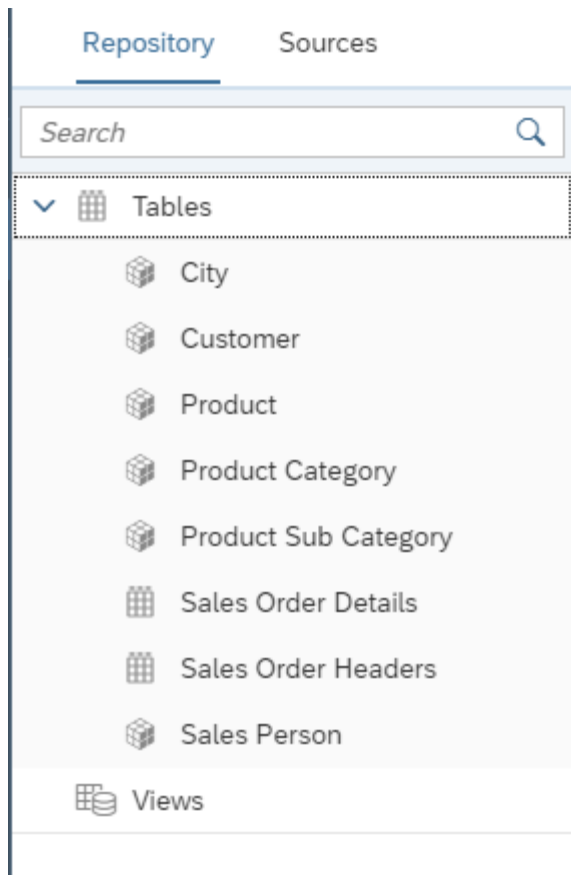 Repository Sources
Search
Tables
City
Customer
Product
Product Category
Product Sub Category
Sales Order Details
Sales Order Headers
Sales Person
Views